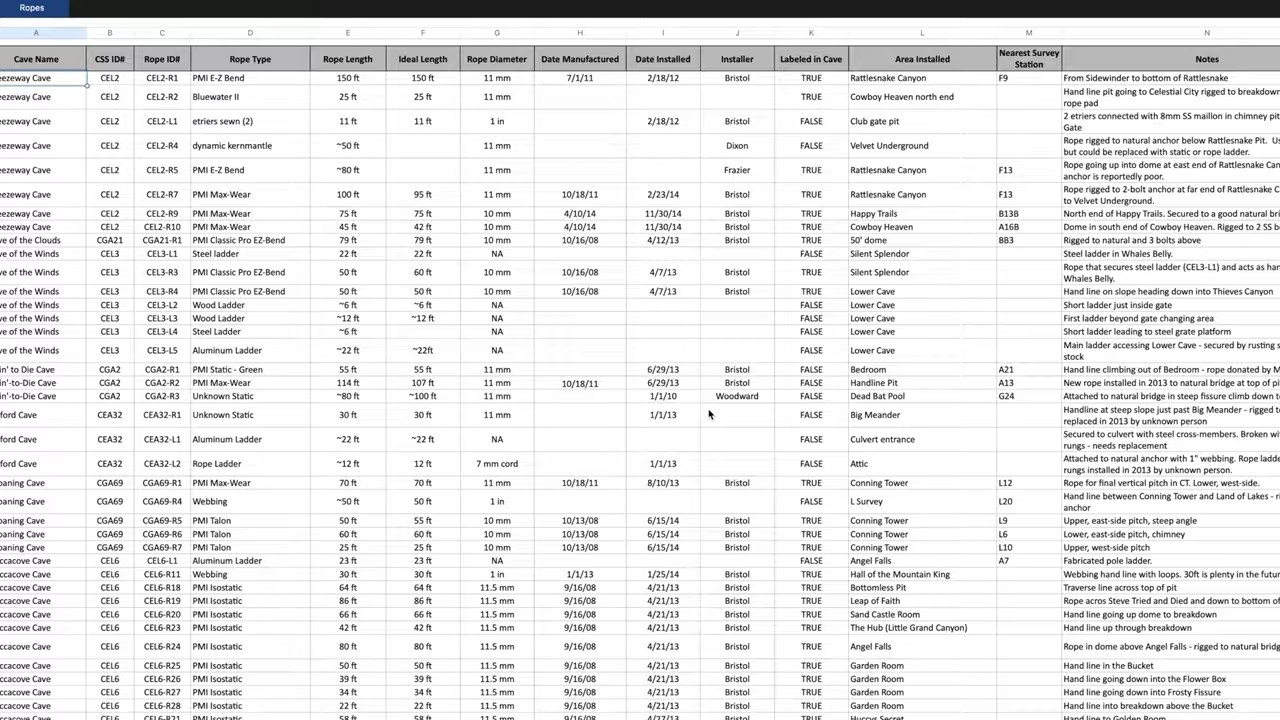 Ropes
A B C D E F G H I J K L M N
Cave Name CSS ID# Rope ID# Rope Type Rope Length Ideal Length Rope Diameter Date Manufactured Date Installed Installer Labeled in Cave Area Installed Nearest Survey Station Notes
eezeway Cave CEL2 CEL2-R1 PMI E-Z Bend 150 ft 150 ft 11 mm 7/1/11 2/18/12 Bristol TRUE Rattlesnake Canyon F9 From Sidewinder to bottom of Rattlesnake
eezeway Cave CEL2 CEL2-R2 Bluewater II 25 ft 25 ft 11 mm TRUE Cowboy Heaven north end Hand line pit going to Celestial City rigged to breakdown
rope pad
eezeway Cave CEL2 CEL2-L1 etriers sewn (2) 11 ft 11 ft 1 in 2/18/12 Bristol FALSE Club gate pit 2 etriers connected with 8mm SS maillon in chimney pit
Gate
eezeway Cave CEL2 CEL2-R4 dynamic kernmantle ~50 ft 11 mm Dixon FALSE Velvet Underground Rope rigged to natural anchor below Rattlesnake Pit. Us
but could be replaced with static or rope ladder.
eezeway Cave CEL2 CEL2-R5 PMI E-Z Bend ~80 ft 11 mm Frazier FALSE Rattlesnake Canyon F13 Rope going up into dome at east end of Rattlesnake Can
anchor is reportedly poor.
eezeway Cave CEL2 CEL2-R7 PMI Max-Wear 100 ft 95 ft 11 mm 10/18/11 2/23/14 Bristol TRUE Rattlesnake Canyon F13 Rope rigged to 2-bolt anchor at far end of Rattlesnake C
to Velvet Underground.
eezeway Cave CEL2 CEL2-R9 PMI Max-Wear 75 ft 75 ft 10 mm 4/10/14 11/30/14 Bristol TRUE Happy Trails B13B North end of Happy Trails. Secured to a good natural bri
eezeway Cave CEL2 CEL2-R10 PMI Max-Wear 45 ft 42 ft 10 mm 4/10/14 11/30/14 Bristol TRUE Cowboy Heaven A16B Dome in south end of Cowboy Heaven. Rigged to 2 SS b
ve of the Clouds CGA21 CGA21-R1 PMI Classic Pro EZ-Bend 79 ft 79 ft 10 mm 10/16/08 4/12/13 Bristol TRUE 50' dome BB3 Rigged to natural and 3 bolts above
ve of the Winds CEL3 CEL3-L1 Steel ladder 22 ft 22 ft NA FALSE Silent Splendor Steel ladder in Whales Belly.
ve of the Winds CEL3 CEL3-R3 PMI Classic Pro EZ-Bend 50 ft 60 ft 10 mm 10/16/08 4/7/13 Bristol TRUE Silent Splendor Rope that secures steel ladder (CEL3-L1) and acts as han
Whales Belly.
ve of the Winds CEL3 CEL3-R4 PMI Classic Pro EZ-Bend 50 ft 50 ft 10 mm 10/16/08 4/7/13 Bristol TRUE Lower Cave Hand line on slope heading down into Thieves Canyon
ve of the Winds CEL3 CEL3-L2 Wood Ladder ~6 ft ~6 ft NA FALSE Lower Cave Short ladder just inside gate
ve of the Winds CEL3 CEL3-L3 Wood Ladder ~12 ft ~12 ft NA FALSE Lower Cave First ladder beyond gate changing area
ve of the Winds CEL3 CEL3-L4 Steel Ladder ~6 ft NA FALSE Lower Cave Short ladder leading to steel grate platform
ve of the Winds CEL3 CEL3-L5 Aluminum Ladder ~22 ft ~22ft NA FALSE Lower Cave Main ladder accessing Lower Cave - secured by rusting s
stock
in' to Die Cave CGA2 CGA2-R1 PMI Static - Green 55 ft 55 ft 11 mm 6/29/13 Bristol TRUE Bedroom A21 Hand line climbing out of Bedroom - rope donated by M
in'-to-Die Cave CGA2 CGA2-R2 PMI Max-Wear 114 ft 107 ft 11 mm 10/18/11 6/29/13 Bristol TRUE Handline Pit A13 New rope installed in 2013 to natural bridge at top of pi
in'-to-Die Cave CGA2 CGA2-R3 Unknown Static ~80 ft ~100 ft 11 mm 1/1/10 Woodward FALSE Dead Bat Pool G24 Attached to natural bridge in steep fissure climb down to
ford Cave CEA32 CEA32-R1 Unknown Static 30 ft 30 ft 11 mm 1/1/13 FALSE Big Meander Handline at steep slope just past Big Meander - rigged to
replaced in 2013 by unknown person
ford Cave CEA32 CEA32-L1 Aluminum Ladder ~22 ft ~22 ft NA FALSE Culvert entrance Secured to culvert with steel cross-members. Broken wi
rungs - needs replacement
ford Cave CEA32 CEA32-L2 Rope Ladder ~12 ft 12 ft 7 mm cord 1/1/13 FALSE Attic Attached to natural anchor with 1" webbing. Rope ladde
rungs installed in 2013 by unknown person.
oaning Cave CGA69 CGA69-R1 PMI Max-Wear 70 ft 70 ft 11 mm 10/18/11 8/10/13 Bristol TRUE Conning Tower L12 Rope for final vertical pitch in CT. Lower, west-side.
oaning Cave CGA69 CGA69-R4 Webbing ~50 ft 50 ft 1 in FALSE L Survey L20 Hand line between Conning Tower and Land of Lakes - ri
anchor
oaning Cave CGA69 CGA69-R5 PMI Talon 50 ft 55 ft 10 mm 10/13/08 6/15/14 Bristol TRUE Conning Tower L9 Upper, east-side pitch, steep angle
oaning Cave CGA69 CGA69-R6 PMI Talon 60 ft 60 ft 10 mm 10/13/08 6/15/14 Bristol TRUE Conning Tower L6 Lower, east-side pitch, chimney
oaning Cave CGA69 CGA69-R7 PMI Talon 25 ft 25 ft 10 mm 10/13/08 6/15/14 Bristol TRUE Conning Tower L10 Upper, west-side pitch
ccacove Cave CEL6 CEL6-L1 Aluminum Ladder 23 ft 23 ft NA FALSE Angel Falls A7 Fabricated pole ladder.
ccacove Cave CEL6 CEL6-R11 Webbing 30 ft 30 ft 1 in 1/1/13 1/25/14 Bristol TRUE Hall of the Mountain King Webbing hand line with loops. 30ft is plenty in the futur
ccacove Cave CEL6 CEL6-R18 PMI Isostatic 64 ft 64 ft 11.5 mm 9/16/08 4/21/13 Bristol TRUE Bottomless Pit Traverse line across top of pit
ccacove Cave CEL6 CEL6-R19 PMI Isostatic 86 ft 86 ft 11.5 mm 9/16/08 4/21/13 Bristol TRUE Leap of Faith Rope acros Steve Tried and Died and down to bottom of
ccacove Cave CEL6 CEL6-R20 PMI Isostatic 66 ft 66 ft 11.5 mm 9/16/08 4/21/13 Bristol TRUE Sand Castle Room Hand line going up dome to breakdown
ccacove Cave CEL6 CEL6-R23 PMI Isostatic 42 ft 42 ft 11.5 mm 9/16/08 4/21/13 Bristol TRUE The Hub (Little Grand Canyon) Hand line up through breakdown
ccacove Cave CEL6 CEL6-R24 PMI Isostatic 80 ft 80 ft 11.5 mm 9/16/08 4/21/13 Bristol TRUE Angel Falls Rope in dome above Angel Falls - rigged to natural bridg
ccacove Cave CEL6 CEL6-R25 PMI Isostatic 50 ft 50 ft 11.5 mm 9/16/08 4/21/13 Bristol TRUE Garden Room Hand line in the Bucket
ccacove Cave CEL6 CEL6-R26 PMI Isostatic 39 ft 39 ft 11.5 mm 9/16/08 4/21/13 Bristol TRUE Garden Room Hand line going down into the Flower Box
ccacove Cave CEL6 CEL6-R27 PMI Isostatic 34 ft 34 ft 11.5 mm 9/16/08 4/21/13 Bristol TRUE Garden Room Hand line going down into Frosty Fissure
ccacove Cave CEL6 CEL6-R28 PMI Isostatic 22 ft 22 ft 11.5 mm 9/16/08 4/21/13 Bristol TRUE Garden Room Hand line into breakdown above the Bucket
ccacove Cave CEL6 CEL6-R21 PMI Isostatic 58 ft 58 ft 11.5 mm 9/16/08 4/27/13 Bristol TRUE Huccys Secret Hand line to Golden Room